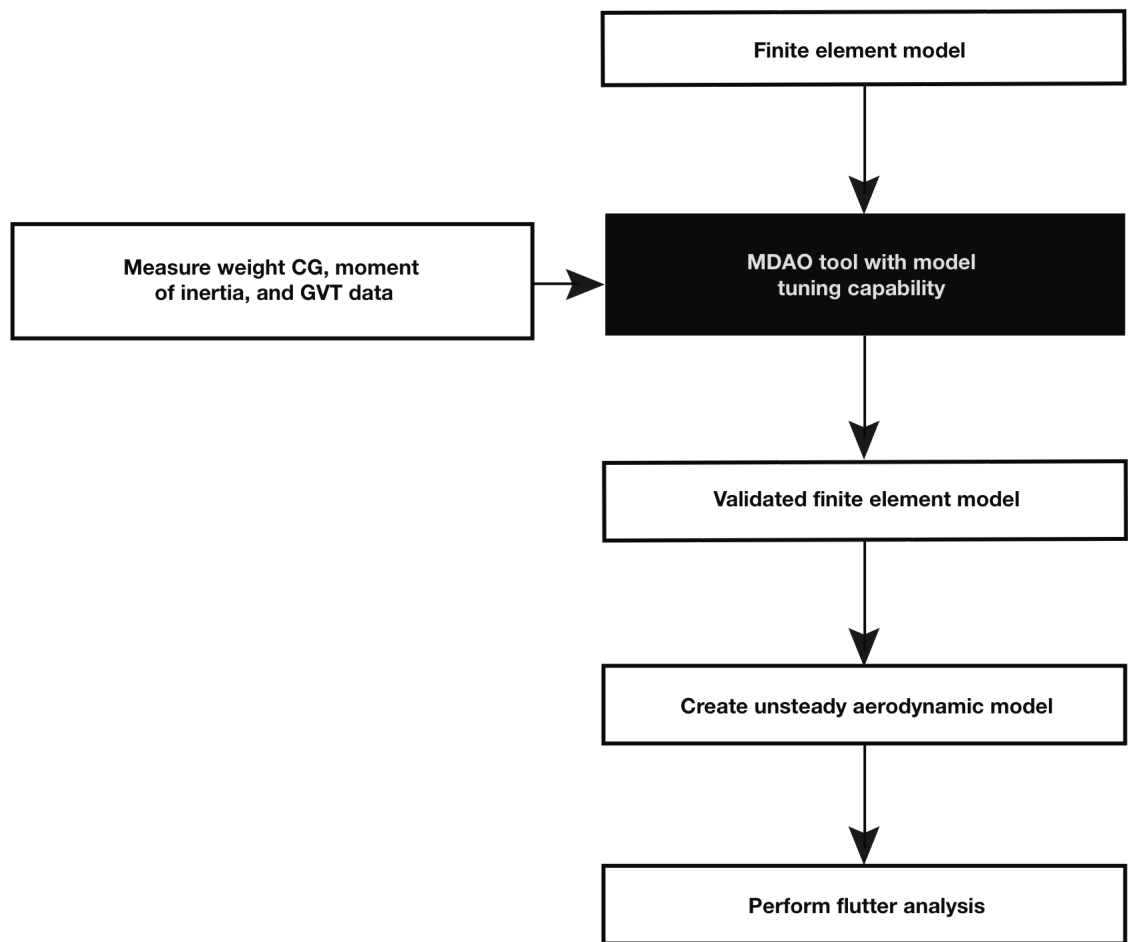 Finite element model
Measure weight CG, moment
of inertia, and GVT data
MDAO tool with model
tuning capability
Validated finite element model
Create unsteady aerodynamic model
Perform flutter analysis